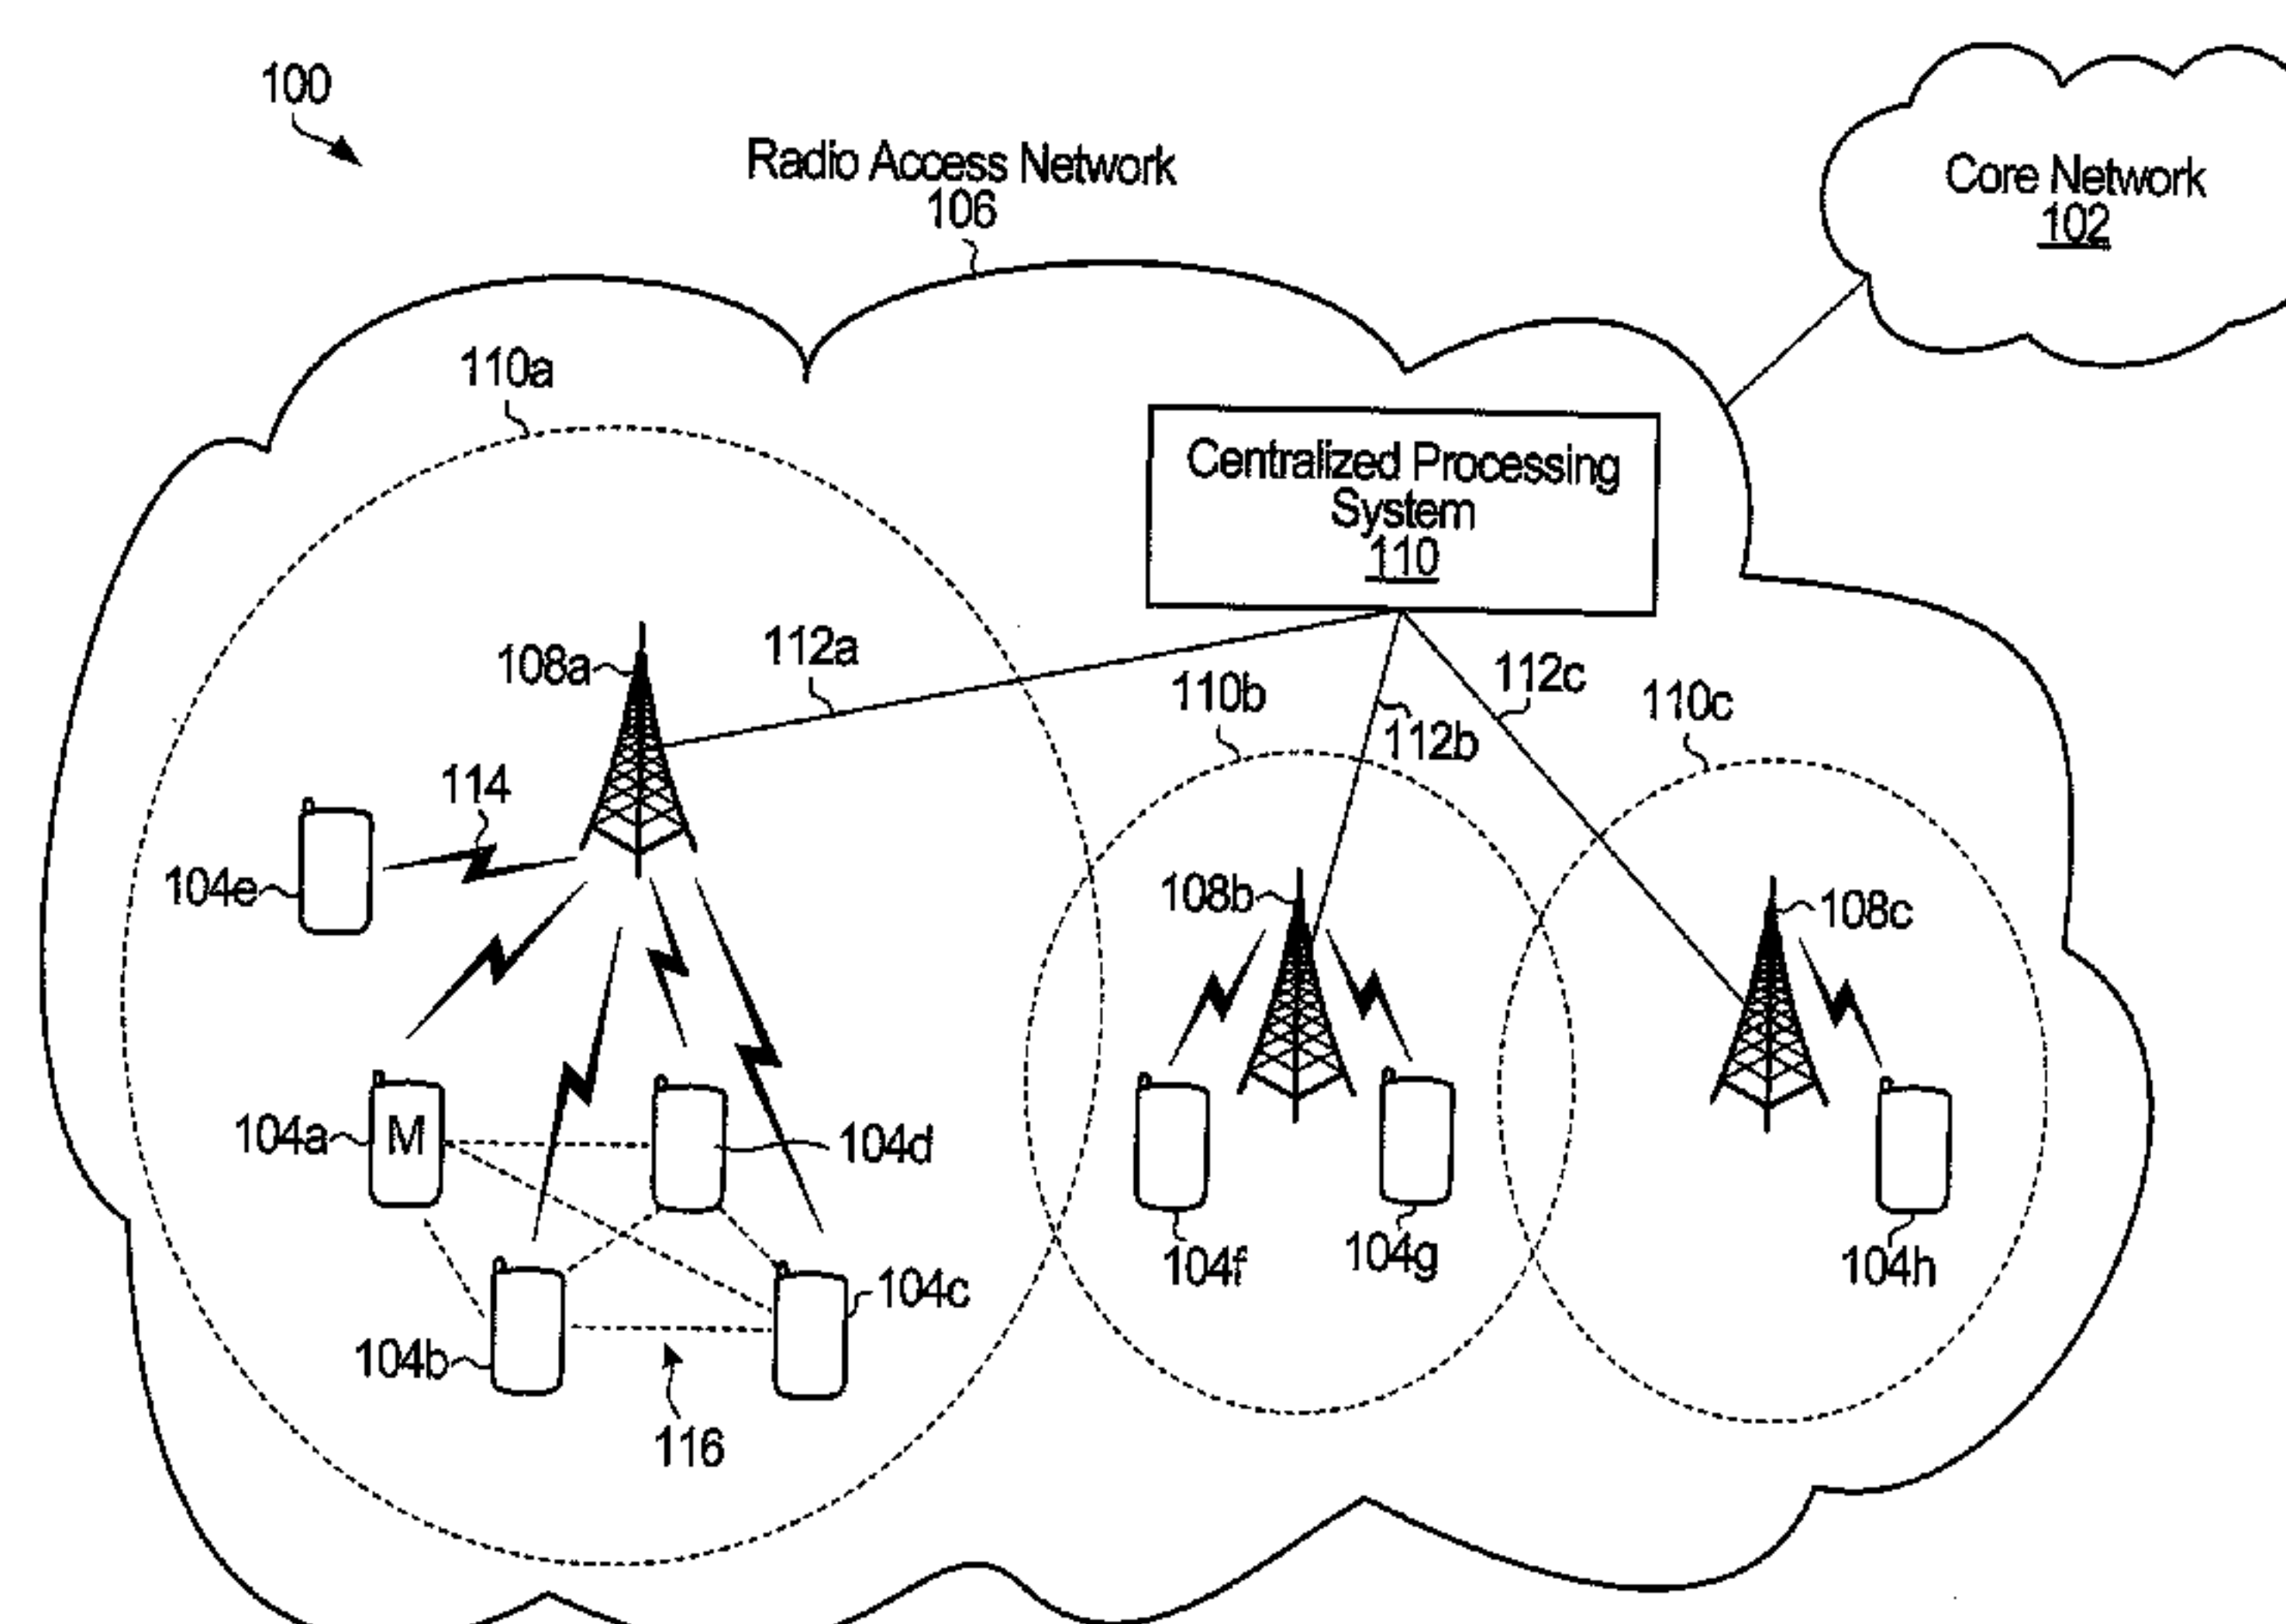 100
Radio Access Network
106
Core Network
102
110a
Centralized Processing
System
110
108a
112a
110b
112b
112c
110c
114
104e
108b
108c
104a
M
104d
104f
104g
104h
104c
104b
116